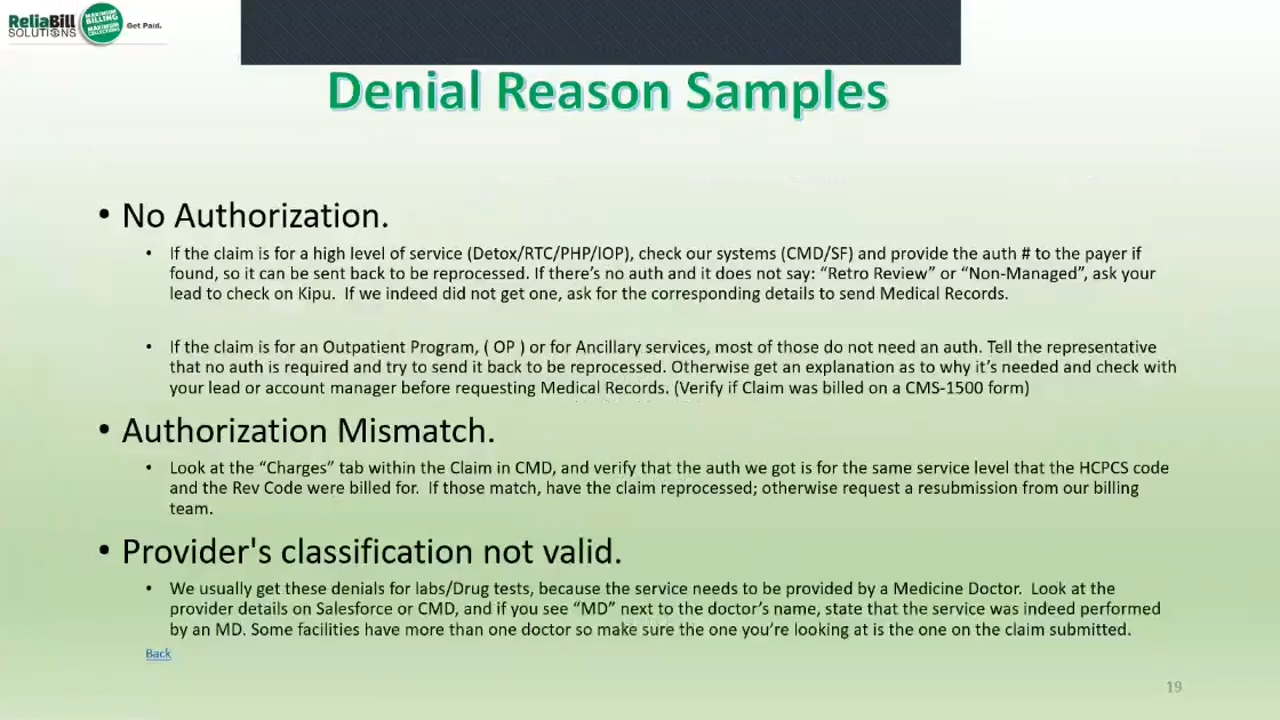 ReliaBill
SOLUTIONS
MAXIMUM
BILLING
MAXIMUM
COLLECTIONS
Get Paid.
Denial Reason Samples
• No Authorization.
• If the claim is for a high level of service (Detox/RTC/PHP/IOP), check our systems (CMD/SF) and provide the auth # to the payer if
found, so it can be sent back to be reprocessed. If there’s no auth and it does not say: “Retro Review” or “Non-Managed”, ask your
lead to check on Kipu.  If we indeed did not get one, ask for the corresponding details to send Medical Records.
• If the claim is for an Outpatient Program, ( OP ) or for Ancillary services, most of those do not need an auth. Tell the representative
that no auth is required and try to send it back to be reprocessed. Otherwise get an explanation as to why it’s needed and check with
your lead or account manager before requesting Medical Records. (Verify if Claim was billed on a CMS-1500 form)
• Authorization Mismatch.
• Look at the “Charges” tab within the Claim in CMD, and verify that the auth we got is for the same service level that the HCPCS code
and the Rev Code were billed for.  If those match, have the claim reprocessed; otherwise request a resubmission from our billing
team.
• Provider's classification not valid.
• We usually get these denials for labs/Drug tests, because the service needs to be provided by a Medicine Doctor.  Look at the
provider details on Salesforce or CMD, and if you see “MD” next to the doctor’s name, state that the service was indeed performed
by an MD. Some facilities have more than one doctor so make sure the one you’re looking at is the one on the claim submitted.
Back
19